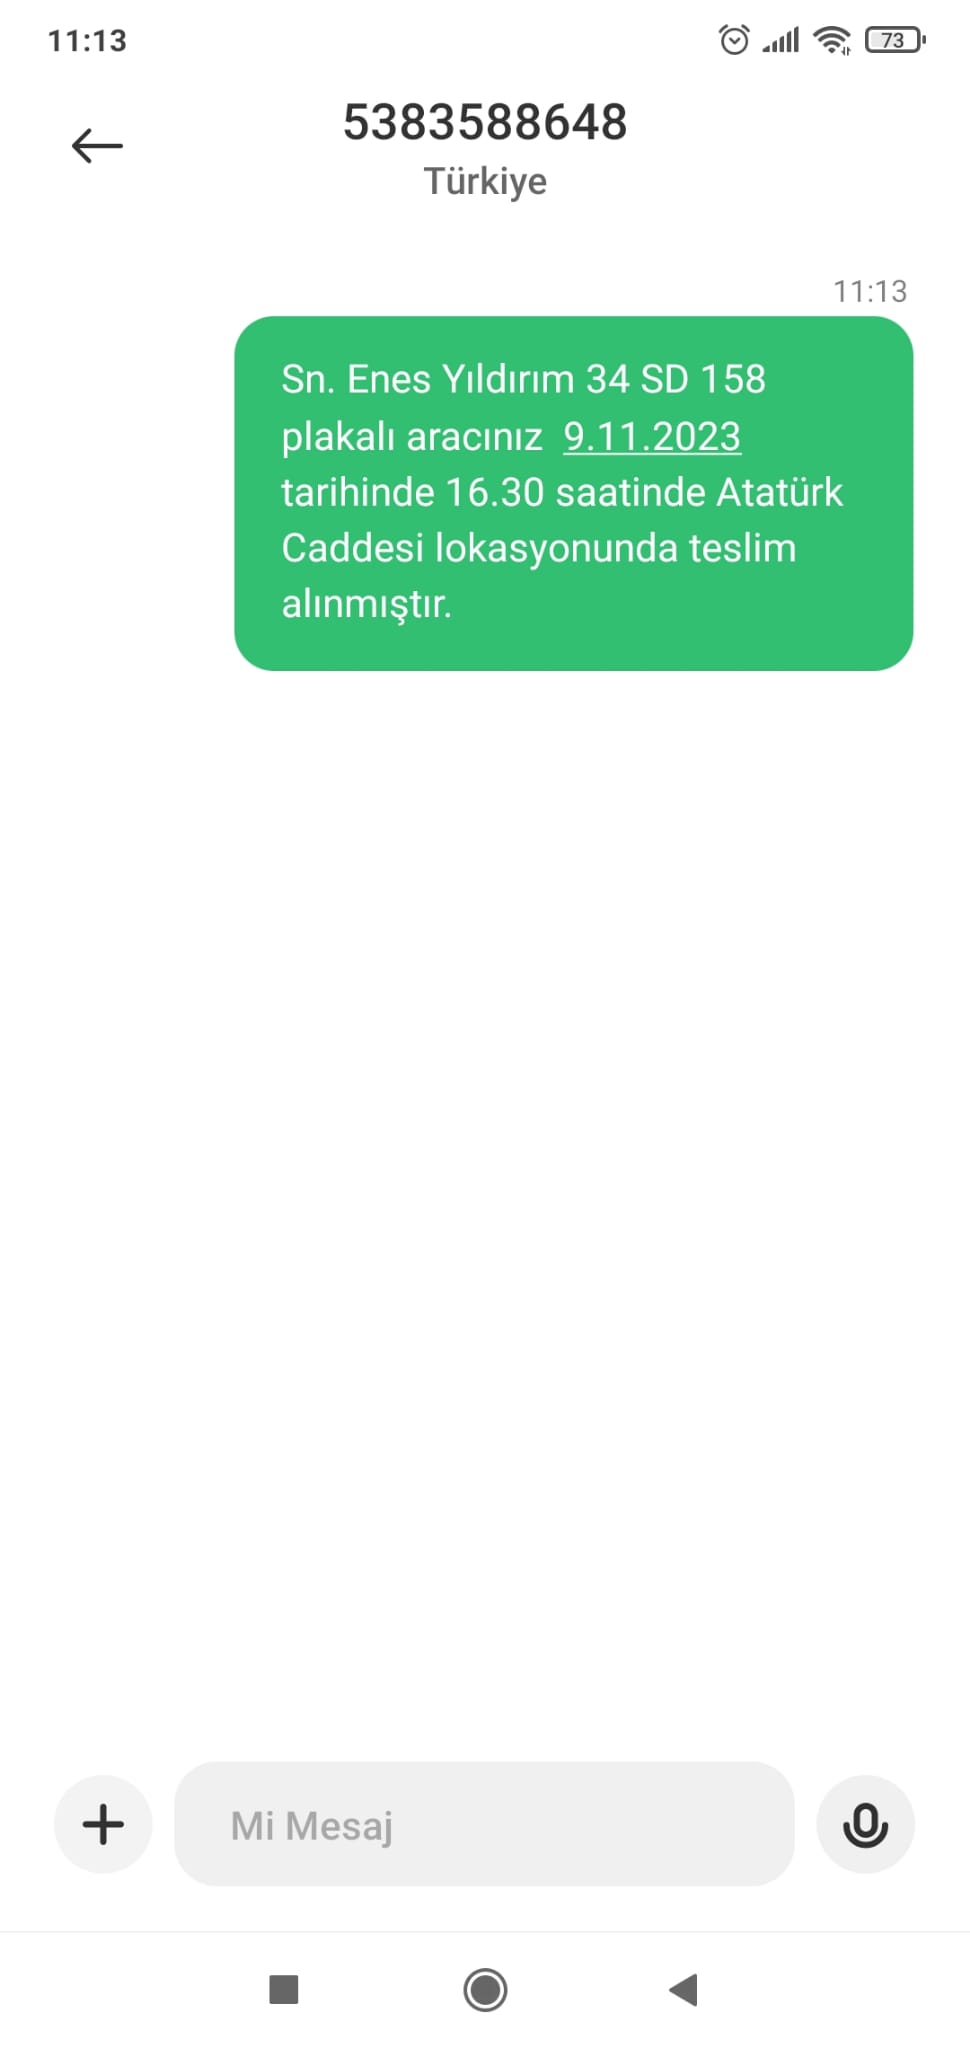 11:13
73
5383588648
Türkiye
11:13
Sn. Enes Yıldırım 34 SD 158
plakalı aracınız  9.11.2023
tarihinde 16.30 saatinde Atatürk
Caddesi lokasyonunda teslim
alınmıştır.
Mi Mesaj